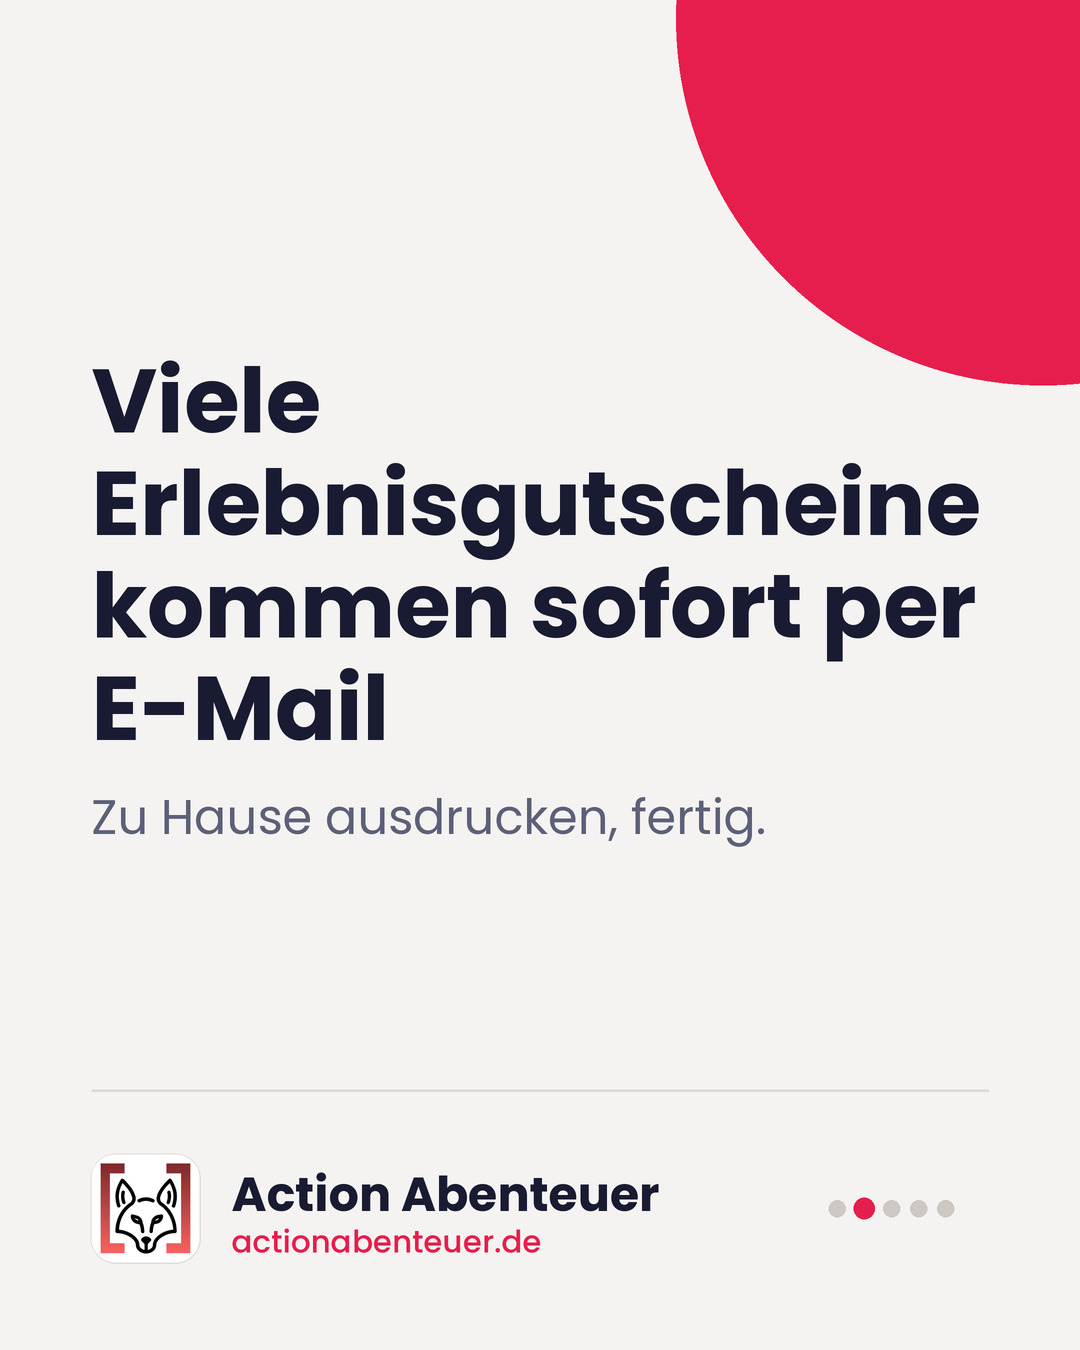 Viele
Erlebnisgutscheine
kommen sofort per
E-Mail
Zu Hause ausdrucken, fertig.
Action Abenteuer
actionabenteuer.de